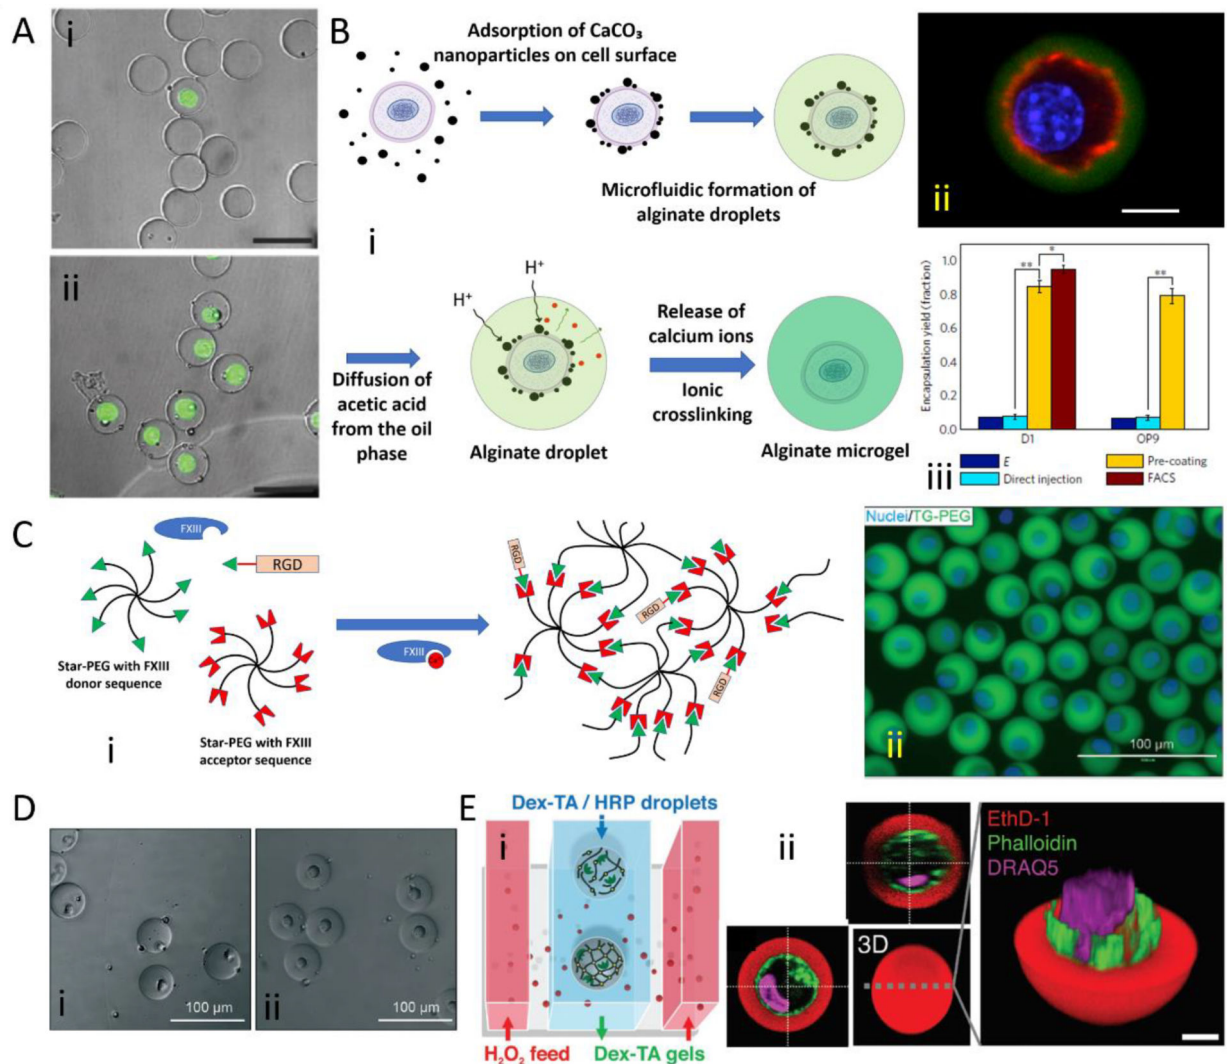 A
i
ii
B
Adsorption of CaCO₃
nanoparticles on cell surface
Microfluidic formation of
alginate droplets
i
H⁺
H⁺
Diffusion of
acetic acid
from the oil
phase
Alginate droplet
Release of
calcium ions
Ionic
crosslinking
Alginate microgel
ii
Encapsulation yield (fraction)
1.0
0.8
0.6
0.4
0.2
0.0
**
*
**
D1
OP9
iii
E
Pre-coating
Direct injection
FACS
C
FXIII
RGD
Star-PEG with FXIII
donor sequence
Star-PEG with FXIII
acceptor sequence
i
FXIII
RGD
RGD
RGD
Nuclei/TG-PEG
ii
100 µm
D
i
100 µm
ii
100 µm
E
Dex-TA / HRP droplets
i
H₂O₂ feed
Dex-TA gels
ii
3D
EthD-1
Phalloidin
DRAQ5